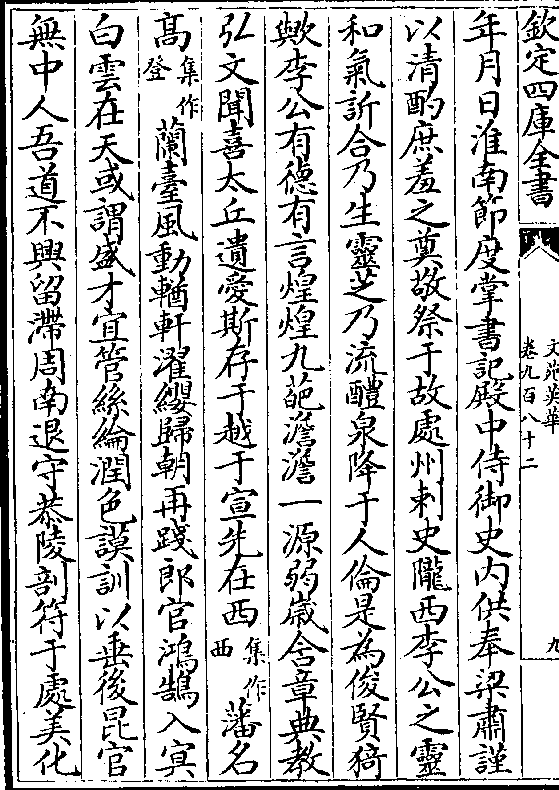 欽定四庫全書
文苑英華
卷九百八十二
九
年月日淮南節度掌書記殿中侍御史内供奉梁肅謹
以清酌庶羞之奠敬祭于故處州刺史隴西李公之靈
和氣訢合乃生靈芝乃流醴泉降于人倫是為俊賢猗
歟李公有德有言煌煌九葩澹澹一源弱嵗含章典教
弘文聞喜太丘遺愛斯存于越于宣先在西集作西藩名
髙集作登蘭臺風動輶軒濯纓歸朝再踐郎官鴻鵠入㝠
白雲在天或謂盛才宜管絲綸潤色謨訓以垂後昆官
無中人吾道不興留滯周南退守恭陵剖符于處美化